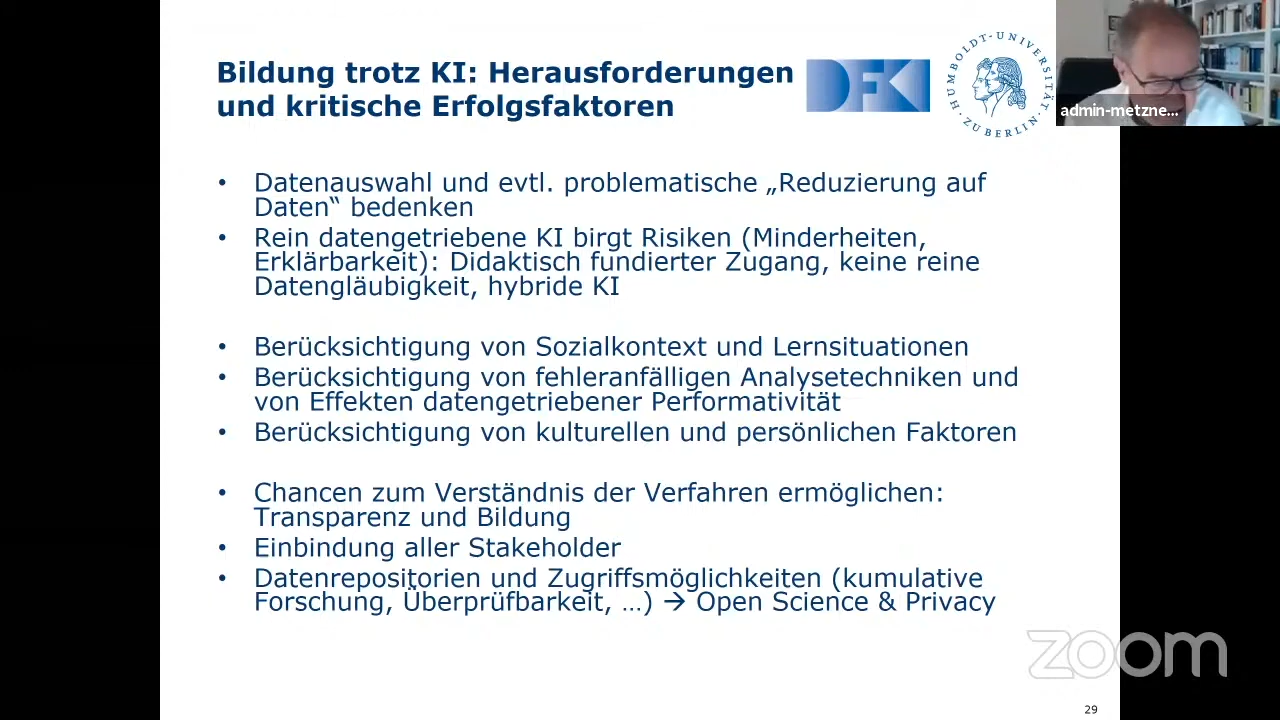 Bildung trotz KI: Herausforderungen
und kritische Erfolgsfaktoren
DFKI
HUMBOLDT-UNIVERSITÄT ZU BERLIN
admin-metzne...
• Datenauswahl und evtl. problematische „Reduzierung auf
Daten“ bedenken
• Rein datengetriebene KI birgt Risiken (Minderheiten,
Erklärbarkeit): Didaktisch fundierter Zugang, keine reine
Datengläubigkeit, hybride KI
• Berücksichtigung von Sozialkontext und Lernsituationen
• Berücksichtigung von fehleranfälligen Analysetechniken und
von Effekten datengetriebener Performativität
• Berücksichtigung von kulturellen und persönlichen Faktoren
• Chancen zum Verständnis der Verfahren ermöglichen:
Transparenz und Bildung
• Einbindung aller Stakeholder
• Datenrepositorien und Zugriffsmöglichkeiten (kumulative
Forschung, Überprüfbarkeit, …) → Open Science & Privacy
zoom
29